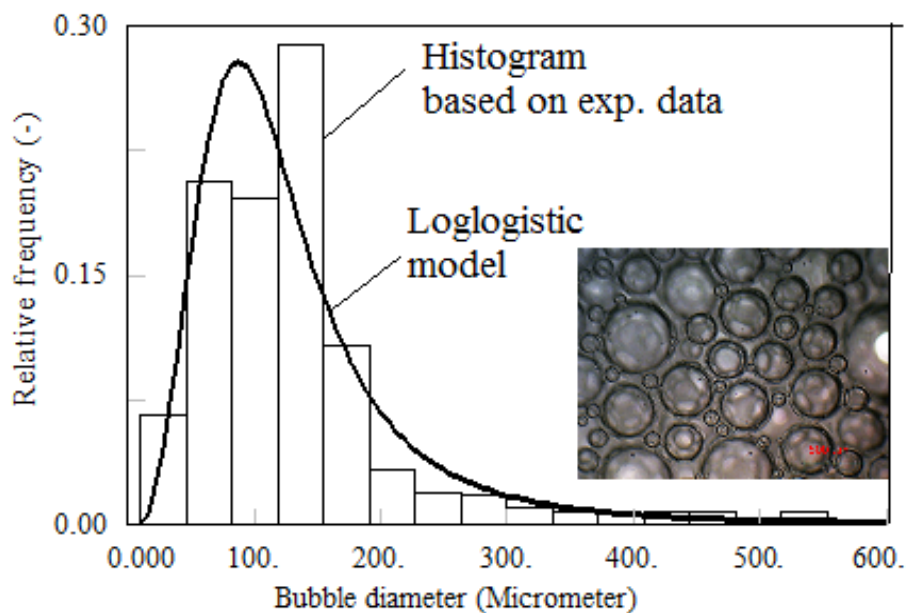 0.30
Histogram
based on exp. data
Relative frequency (-)
Loglogistic
model
0.15
0.00
0.000 100. 200. 300. 400. 500. 600.
Bubble diameter (Micrometer)